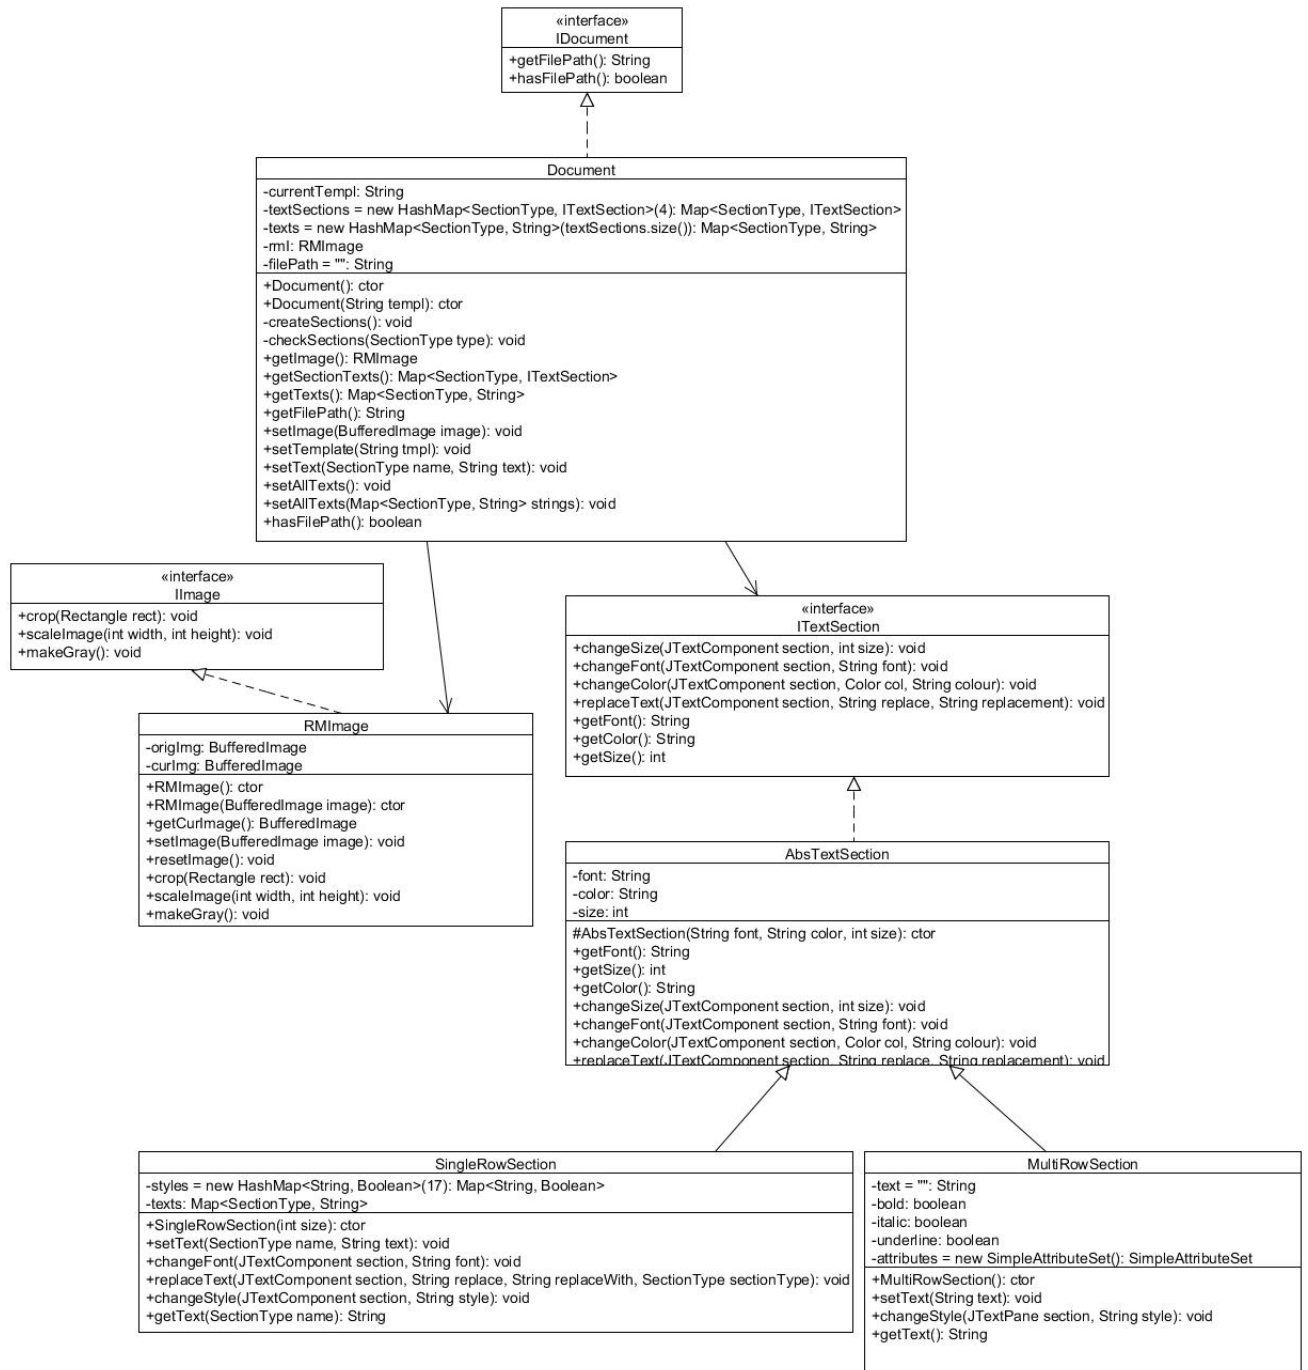 «interface»
IDocument
+getFilePath(): String
+hasFilePath(): boolean
Document
-currentTempl: String
-textSections = new HashMap<SectionType, ITextSection>(4): Map<SectionType, ITextSection>
-texts = new HashMap<SectionType, String>(textSections.size()): Map<SectionType, String>
-rmI: RMImage
-filePath = "": String
+Document(): ctor
+Document(String templ): ctor
-createSections(): void
-checkSections(SectionType type): void
+getImage(): RMImage
+getSectionTexts(): Map<SectionType, ITextSection>
+getTexts(): Map<SectionType, String>
+getFilePath(): String
+setImage(BufferedImage image): void
+setTemplate(String tmpl): void
+setText(SectionType name, String text): void
+setAllTexts(): void
+setAllTexts(Map<SectionType, String> strings): void
+hasFilePath(): boolean
«interface»
IImage
+crop(Rectangle rect): void
+scaleImage(int width, int height): void
+makeGray(): void
«interface»
ITextSection
+changeSize(JTextComponent section, int size): void
+changeFont(JTextComponent section, String font): void
+changeColor(JTextComponent section, Color col, String colour): void
+replaceText(JTextComponent section, String replace, String replacement): void
+getFont(): String
+getColor(): String
+getSize(): int
RMImage
-origImg: BufferedImage
-curImg: BufferedImage
+RMImage(): ctor
+RMImage(BufferedImage image): ctor
+getCurImage(): BufferedImage
+setImage(BufferedImage image): void
+resetImage(): void
+crop(Rectangle rect): void
+scaleImage(int width, int height): void
+makeGray(): void
AbsTextSection
-font: String
-color: String
-size: int
#AbsTextSection(String font, String color, int size): ctor
+getFont(): String
+getSize(): int
+getColor(): String
+changeSize(JTextComponent section, int size): void
+changeFont(JTextComponent section, String font): void
+changeColor(JTextComponent section, Color col, String colour): void
+replaceText(JTextComponent section, String replace, String replacement): void
SingleRowSection
-styles = new HashMap<String, Boolean>(17): Map<String, Boolean>
-texts: Map<SectionType, String>
+SingleRowSection(int size): ctor
+setText(SectionType name, String text): void
+changeFont(JTextComponent section, String font): void
+replaceText(JTextComponent section, String replace, String replaceWith, SectionType sectionType): void
+changeStyle(JTextComponent section, String style): void
+getText(SectionType name): String
MultiRowSection
-text = "": String
-bold: boolean
-italic: boolean
-underline: boolean
-attributes = new SimpleAttributeSet(): SimpleAttributeSet
+MultiRowSection(): ctor
+setText(String text): void
+changeStyle(JTextPane section, String style): void
+getText(): String